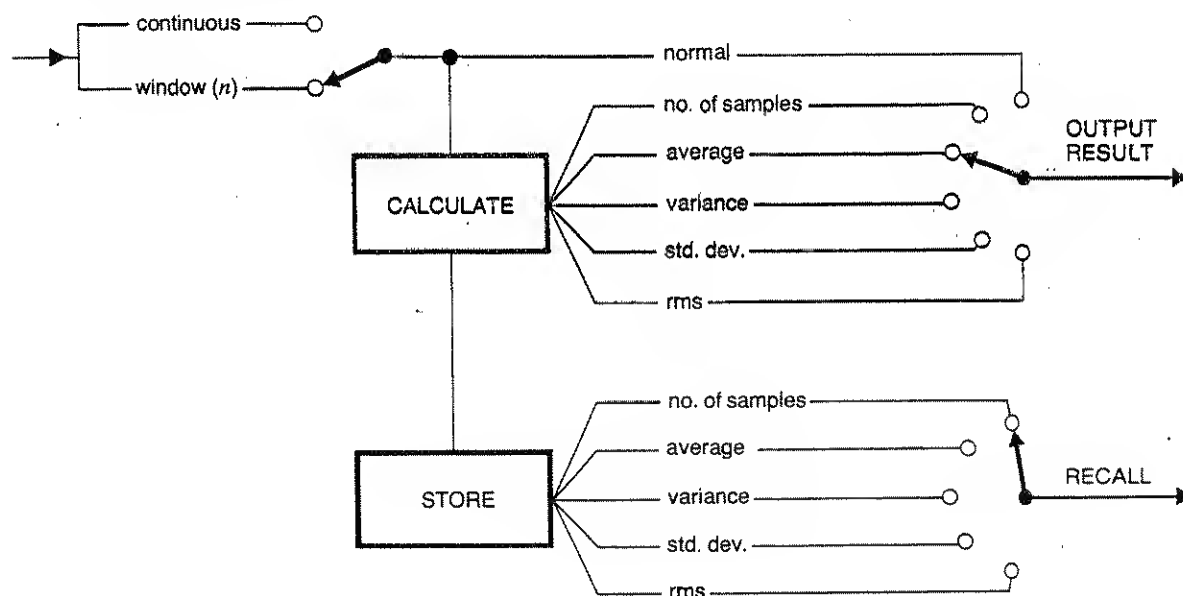 continuous
window (n)
normal
no. of samples
average
variance
std. dev.
rms
CALCULATE
OUTPUT
RESULT
no. of samples
average
variance
std. dev.
rms
STORE
RECALL